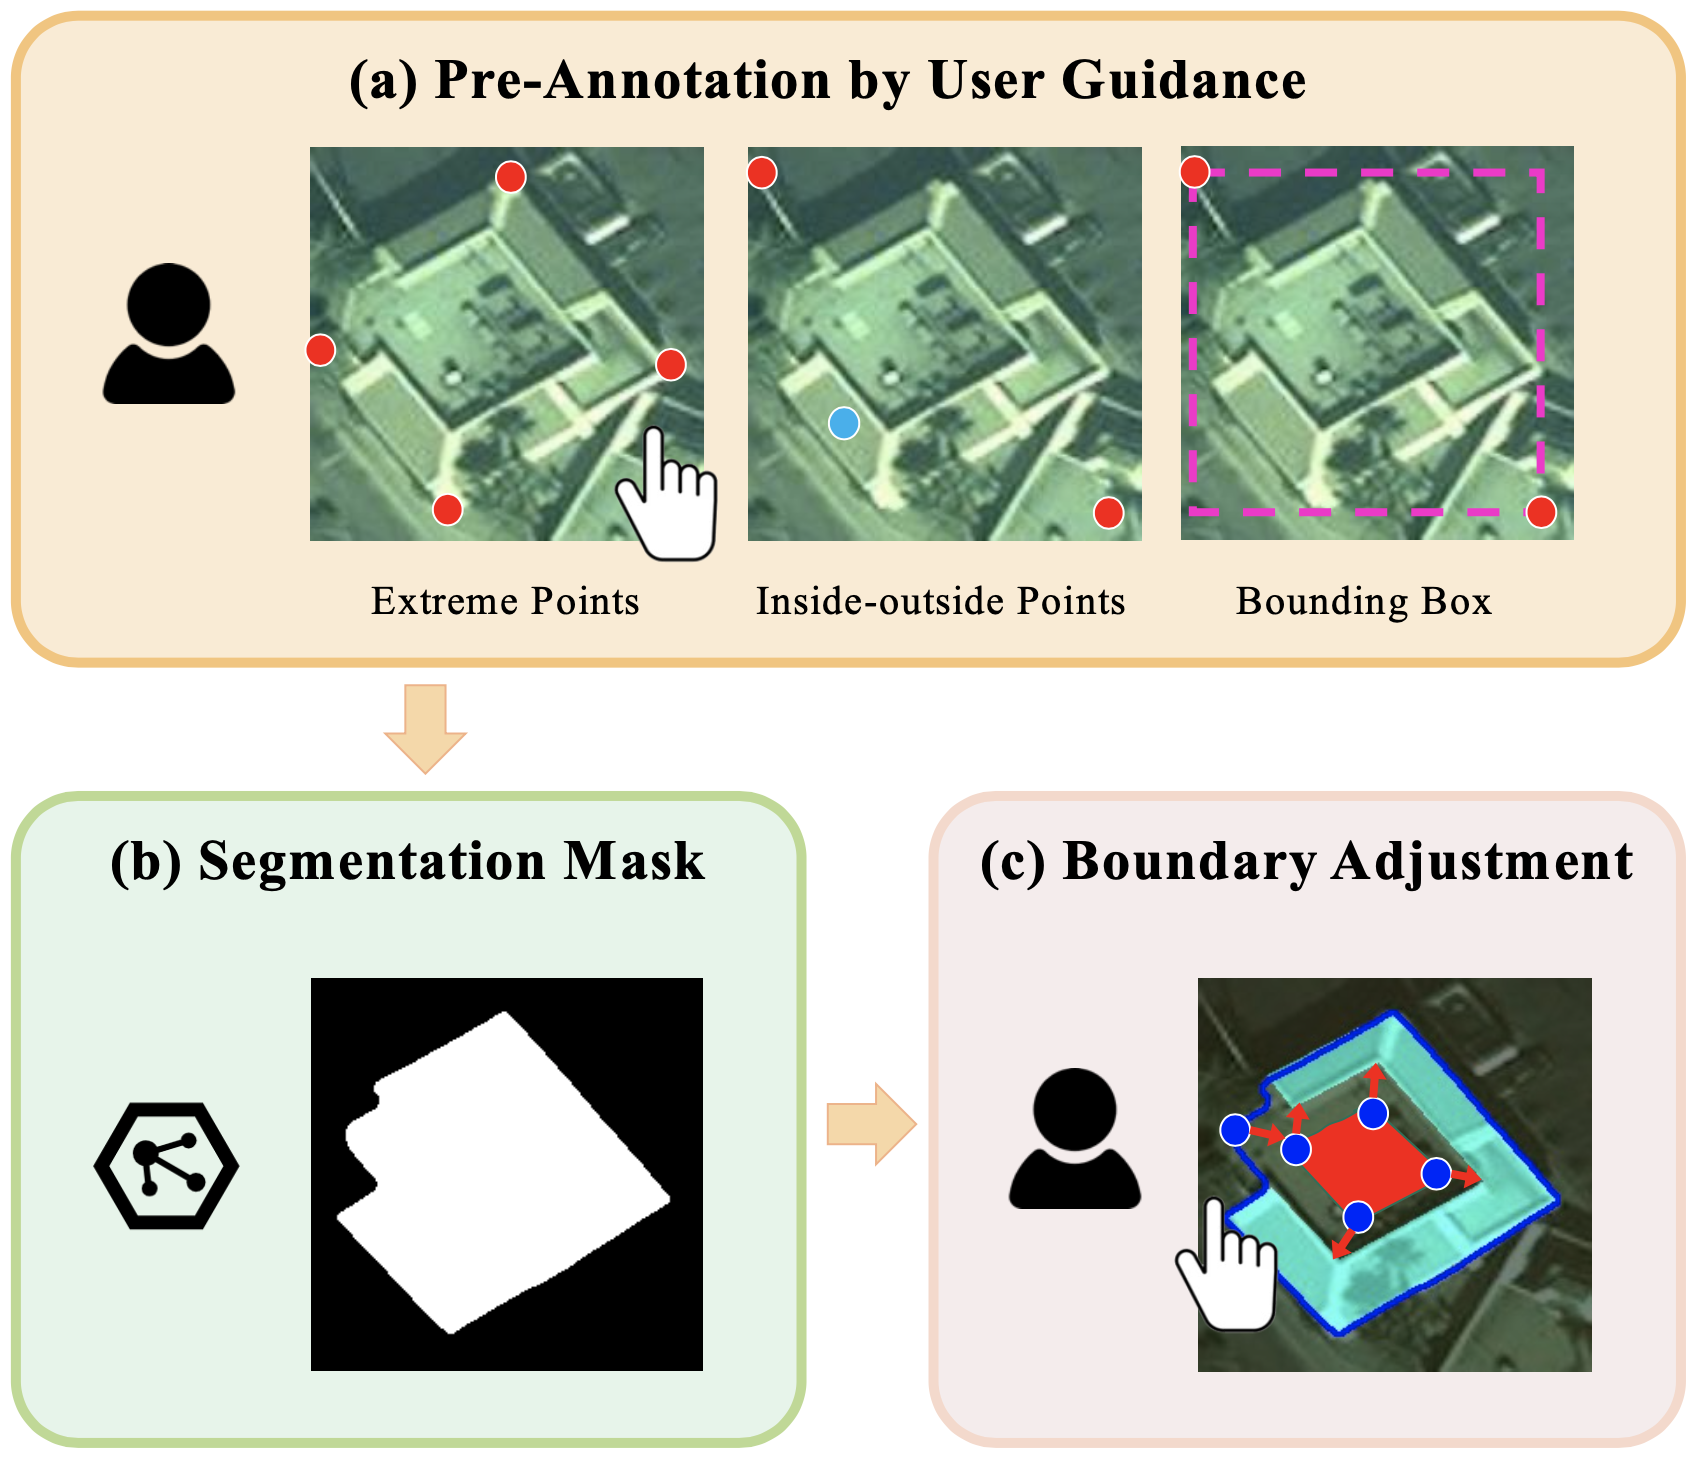 (a) Pre-Annotation by User Guidance
Extreme Points
Inside-outside Points
Bounding Box
(b) Segmentation Mask
(c) Boundary Adjustment